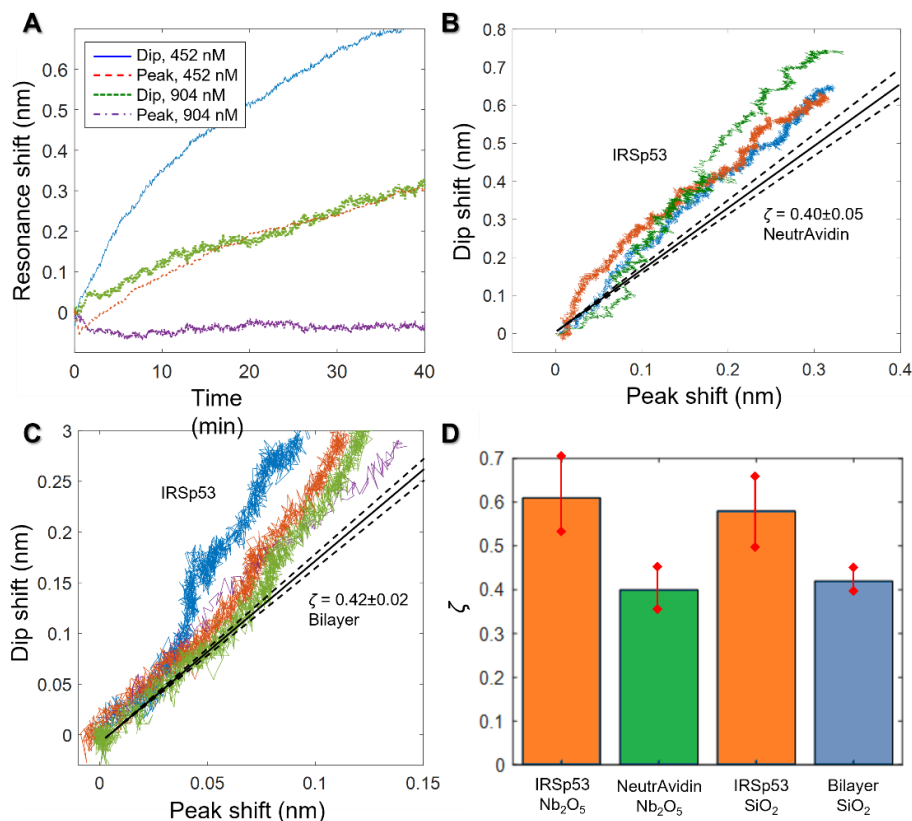 A
Resonance shift (nm)
0.7
0.6
0.5
0.4
0.3
0.2
0.1
0
Dip, 452 nM
Peak, 452 nM
Dip, 904 nM
Peak, 904 nM
0 10 20 30 40
Time
(min)
B
Dip shift (nm)
0.8
0.7
0.6
0.5
0.4
0.3
0.2
0.1
0
IRSp53
ζ = 0.40±0.05
NeutrAvidin
0 0.1 0.2 0.3 0.4
Peak shift (nm)
C
Dip shift (nm)
3
0.25
0.2
0.15
0.1
0.05
0
IRSp53
ζ = 0.42±0.02
Bilayer
0 0.05 0.1 0.15
Peak shift (nm)
D
ζ
0.7
0.6
0.5
0.4
0.3
0.2
0.1
0
IRSp53 NeutrAvidin IRSp53 Bilayer
Nb₂O₅ Nb₂O₅ SiO₂ SiO₂